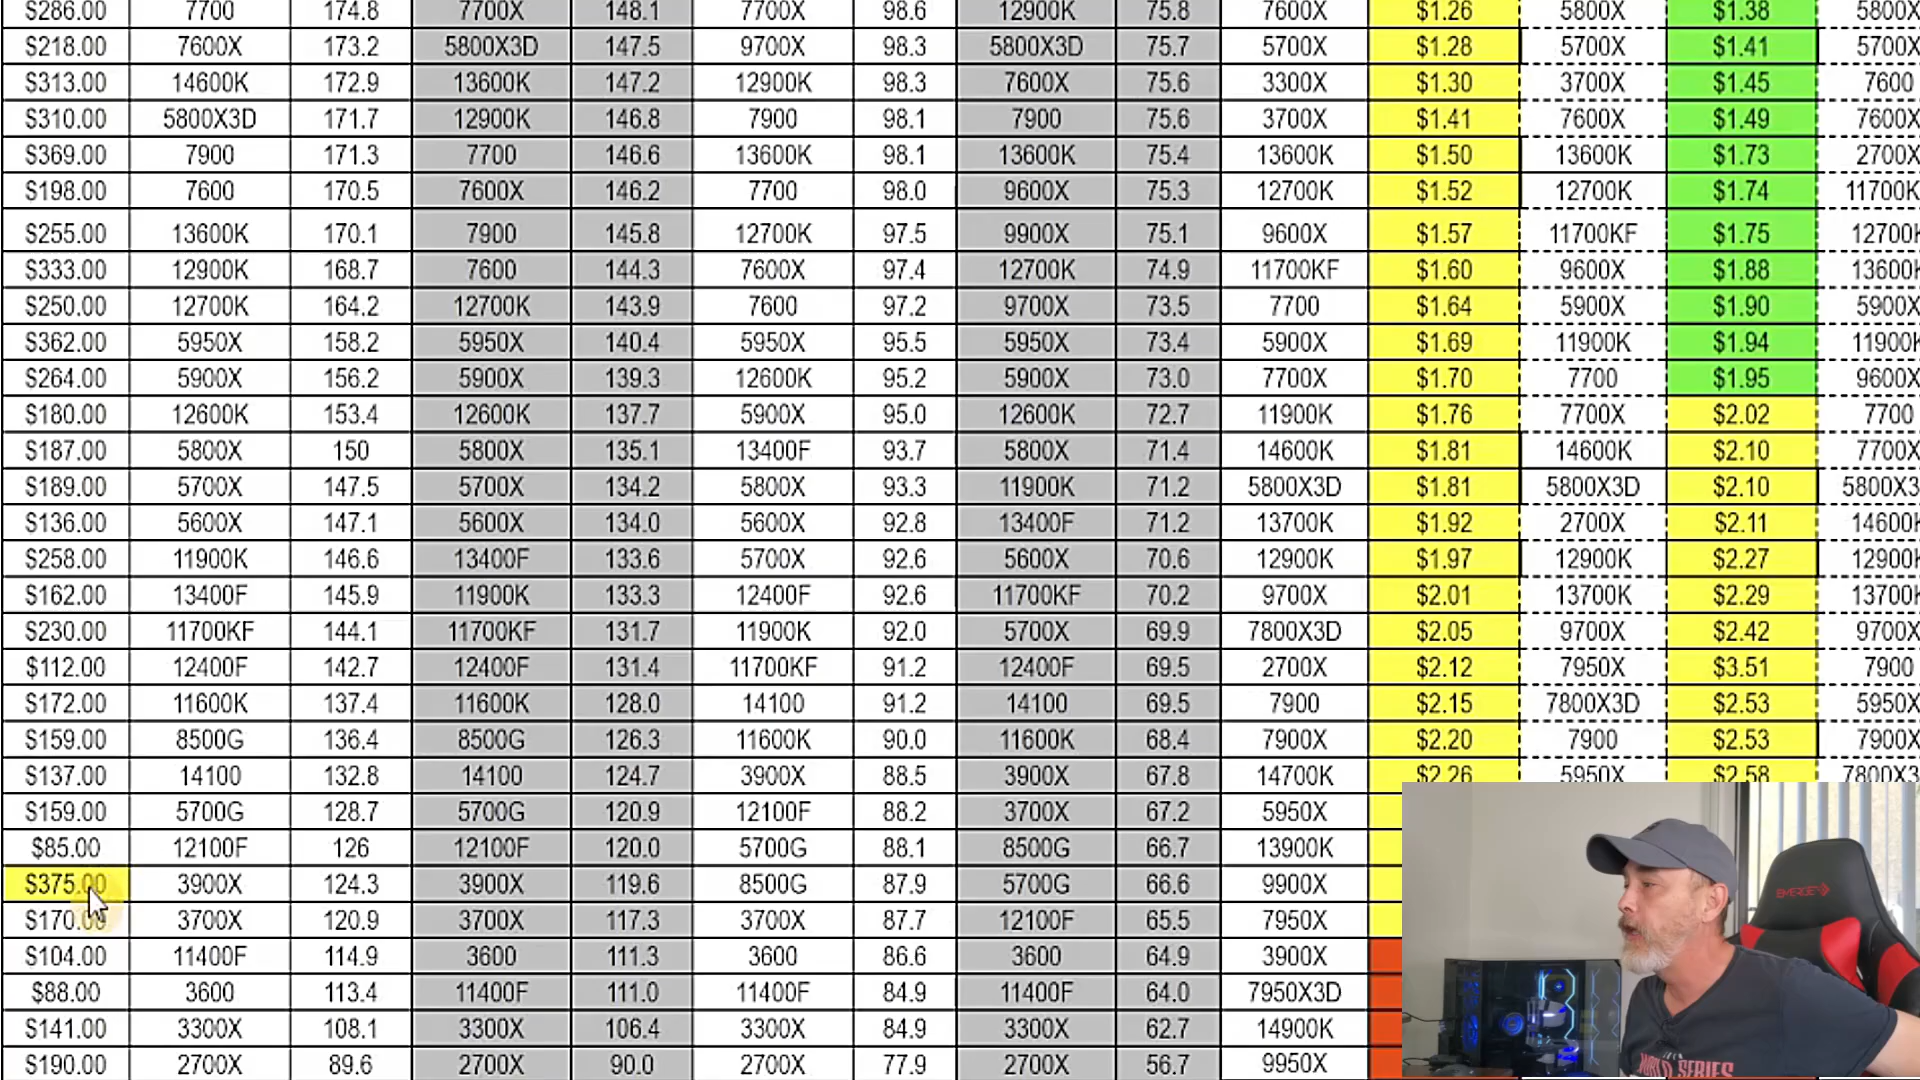 $286.00 7700 174.8 7700X 148.1 7700X 98.6 12900K 75.8 7600X $1.26 5800X $1.38 5800X
$218.00 7600X 173.2 5800X3D 147.5 9700X 98.3 5800X3D 75.7 5700X $1.28 5700X $1.41 5700X
$313.00 14600K 172.9 13600K 147.2 12900K 98.3 7600X 75.6 3300X $1.30 3700X $1.45 7600
$310.00 5800X3D 171.7 12900K 146.8 7900 98.1 7900 75.6 3700X $1.41 7600X $1.49 7600X
$369.00 7900 171.3 7700 146.6 13600K 98.1 13600K 75.4 13600K $1.50 13600K $1.73 2700X
$198.00 7600 170.5 7600X 146.2 7700 98.0 9600X 75.3 12700K $1.52 12700K $1.74 11700K
$255.00 13600K 170.1 7900 145.8 12700K 97.5 9900X 75.1 9600X $1.57 11700KF $1.75 12700K
$333.00 12900K 168.7 7600 144.3 7600X 97.4 12700K 74.9 11700KF $1.60 9600X $1.88 13600K
$250.00 12700K 164.2 12700K 143.9 7600 97.2 9700X 73.5 7700 $1.64 5900X $1.90 5900X
$362.00 5950X 158.2 5950X 140.4 5950X 95.5 5950X 73.4 5900X $1.69 11900K $1.94 11900K
$264.00 5900X 156.2 5900X 139.3 12600K 95.2 5900X 73.0 7700X $1.70 7700 $1.95 9600X
$180.00 12600K 153.4 12600K 137.7 5900X 95.0 12600K 72.7 11900K $1.76 7700X $2.02 7700
$187.00 5800X 150 5800X 135.1 13400F 93.7 5800X 71.4 14600K $1.81 14600K $2.10 7700X
$189.00 5700X 147.5 5700X 134.2 5800X 93.3 11900K 71.2 5800X3D $1.81 5800X3D $2.10 5800X3
$136.00 5600X 147.1 5600X 134.0 5600X 92.8 13400F 71.2 13700K $1.92 2700X $2.11 14600K
$258.00 11900K 146.6 13400F 133.6 5700X 92.6 5600X 70.6 12900K $1.97 12900K $2.27 12900K
$162.00 13400F 145.9 11900K 133.3 12400F 92.6 11700KF 70.2 9700X $2.01 13700K $2.29 13700K
$230.00 11700KF 144.1 11700KF 131.7 11900K 92.0 5700X 69.9 7800X3D $2.05 9700X $2.42 9700X
$112.00 12400F 142.7 12400F 131.4 11700KF 91.2 12400F 69.5 2700X $2.12 7950X $3.51 7900
$172.00 11600K 137.4 11600K 128.0 14100 91.2 14100 69.5 7900 $2.15 7800X3D $2.53 5950X
$159.00 8500G 136.4 8500G 126.3 11600K 90.0 11600K 68.4 7900X $2.20 7900 $2.53 7900X
$137.00 14100 132.8 14100 124.7 3900X 88.5 3900X 67.8 14700K $2.26 5950X $2.58 7800X3
$159.00 5700G 128.7 5700G 120.9 12100F 88.2 3700X 67.2 5950X
$85.00 12100F 126 12100F 120.0 5700G 88.1 8500G 66.7 13900K
$375.00 3900X 124.3 3900X 119.6 8500G 87.9 5700G 66.6 9900X
$170.00 3700X 120.9 3700X 117.3 3700X 87.7 12100F 65.5 7950X
$104.00 11400F 114.9 3600 111.3 3600 86.6 3600 64.9 3900X
$88.00 3600 113.4 11400F 111.0 11400F 84.9 11400F 64.0 7950X3D
$141.00 3300X 108.1 3300X 106.4 3300X 84.9 3300X 62.7 14900K
$190.00 2700X 89.6 2700X 90.0 2700X 77.9 2700X 56.7 9950X
EMERGE
WORLD SERIES